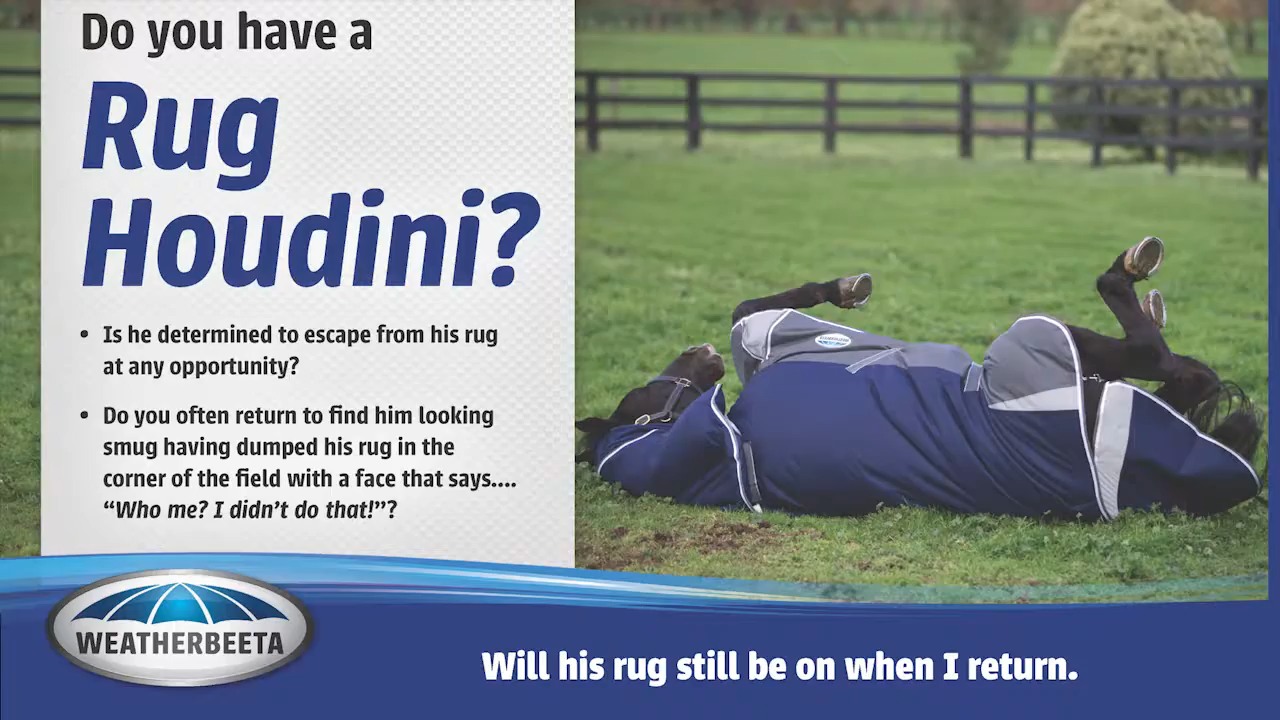 Do you have a
Rug
Houdini?
• Is he determined to escape from his rug
at any opportunity?
• Do you often return to find him looking
smug having dumped his rug in the
corner of the field with a face that says....
“Who me? I didn’t do that!”?
WEATHERBEETA
Will his rug still be on when I return.